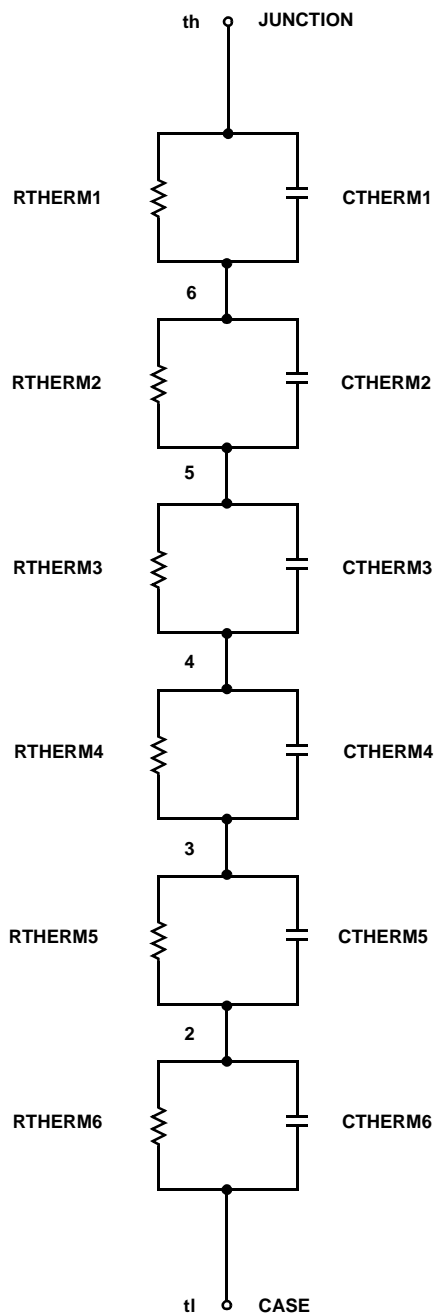 th JUNCTION
RTHERM1 CTHERM1
6
RTHERM2 CTHERM2
5
RTHERM3 CTHERM3
4
RTHERM4 CTHERM4
3
RTHERM5 CTHERM5
2
RTHERM6 CTHERM6
tl CASE